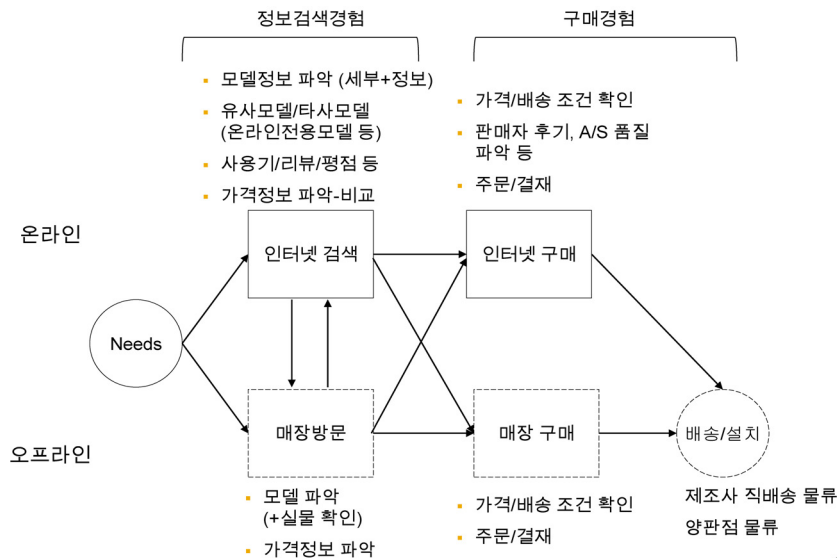 정보검색경험
구매경험
▪ 모델정보 파악 (세부+정보)
▪ 유사모델/타사모델
(온라인전용모델 등)
▪ 사용기/리뷰/평점 등
▪ 가격정보 파악-비교
▪ 가격/배송 조건 확인
▪ 판매자 후기, A/S 품질
파악 등
▪ 주문/결재
온라인
인터넷 검색
인터넷 구매
Needs
오프라인
매장방문
매장 구매
배송/설치
▪ 모델 파악
(+실물 확인)
▪ 가격정보 파악
▪ 가격/배송 조건 확인
▪ 주문/결재
제조사 직배송 물류
양판점 물류